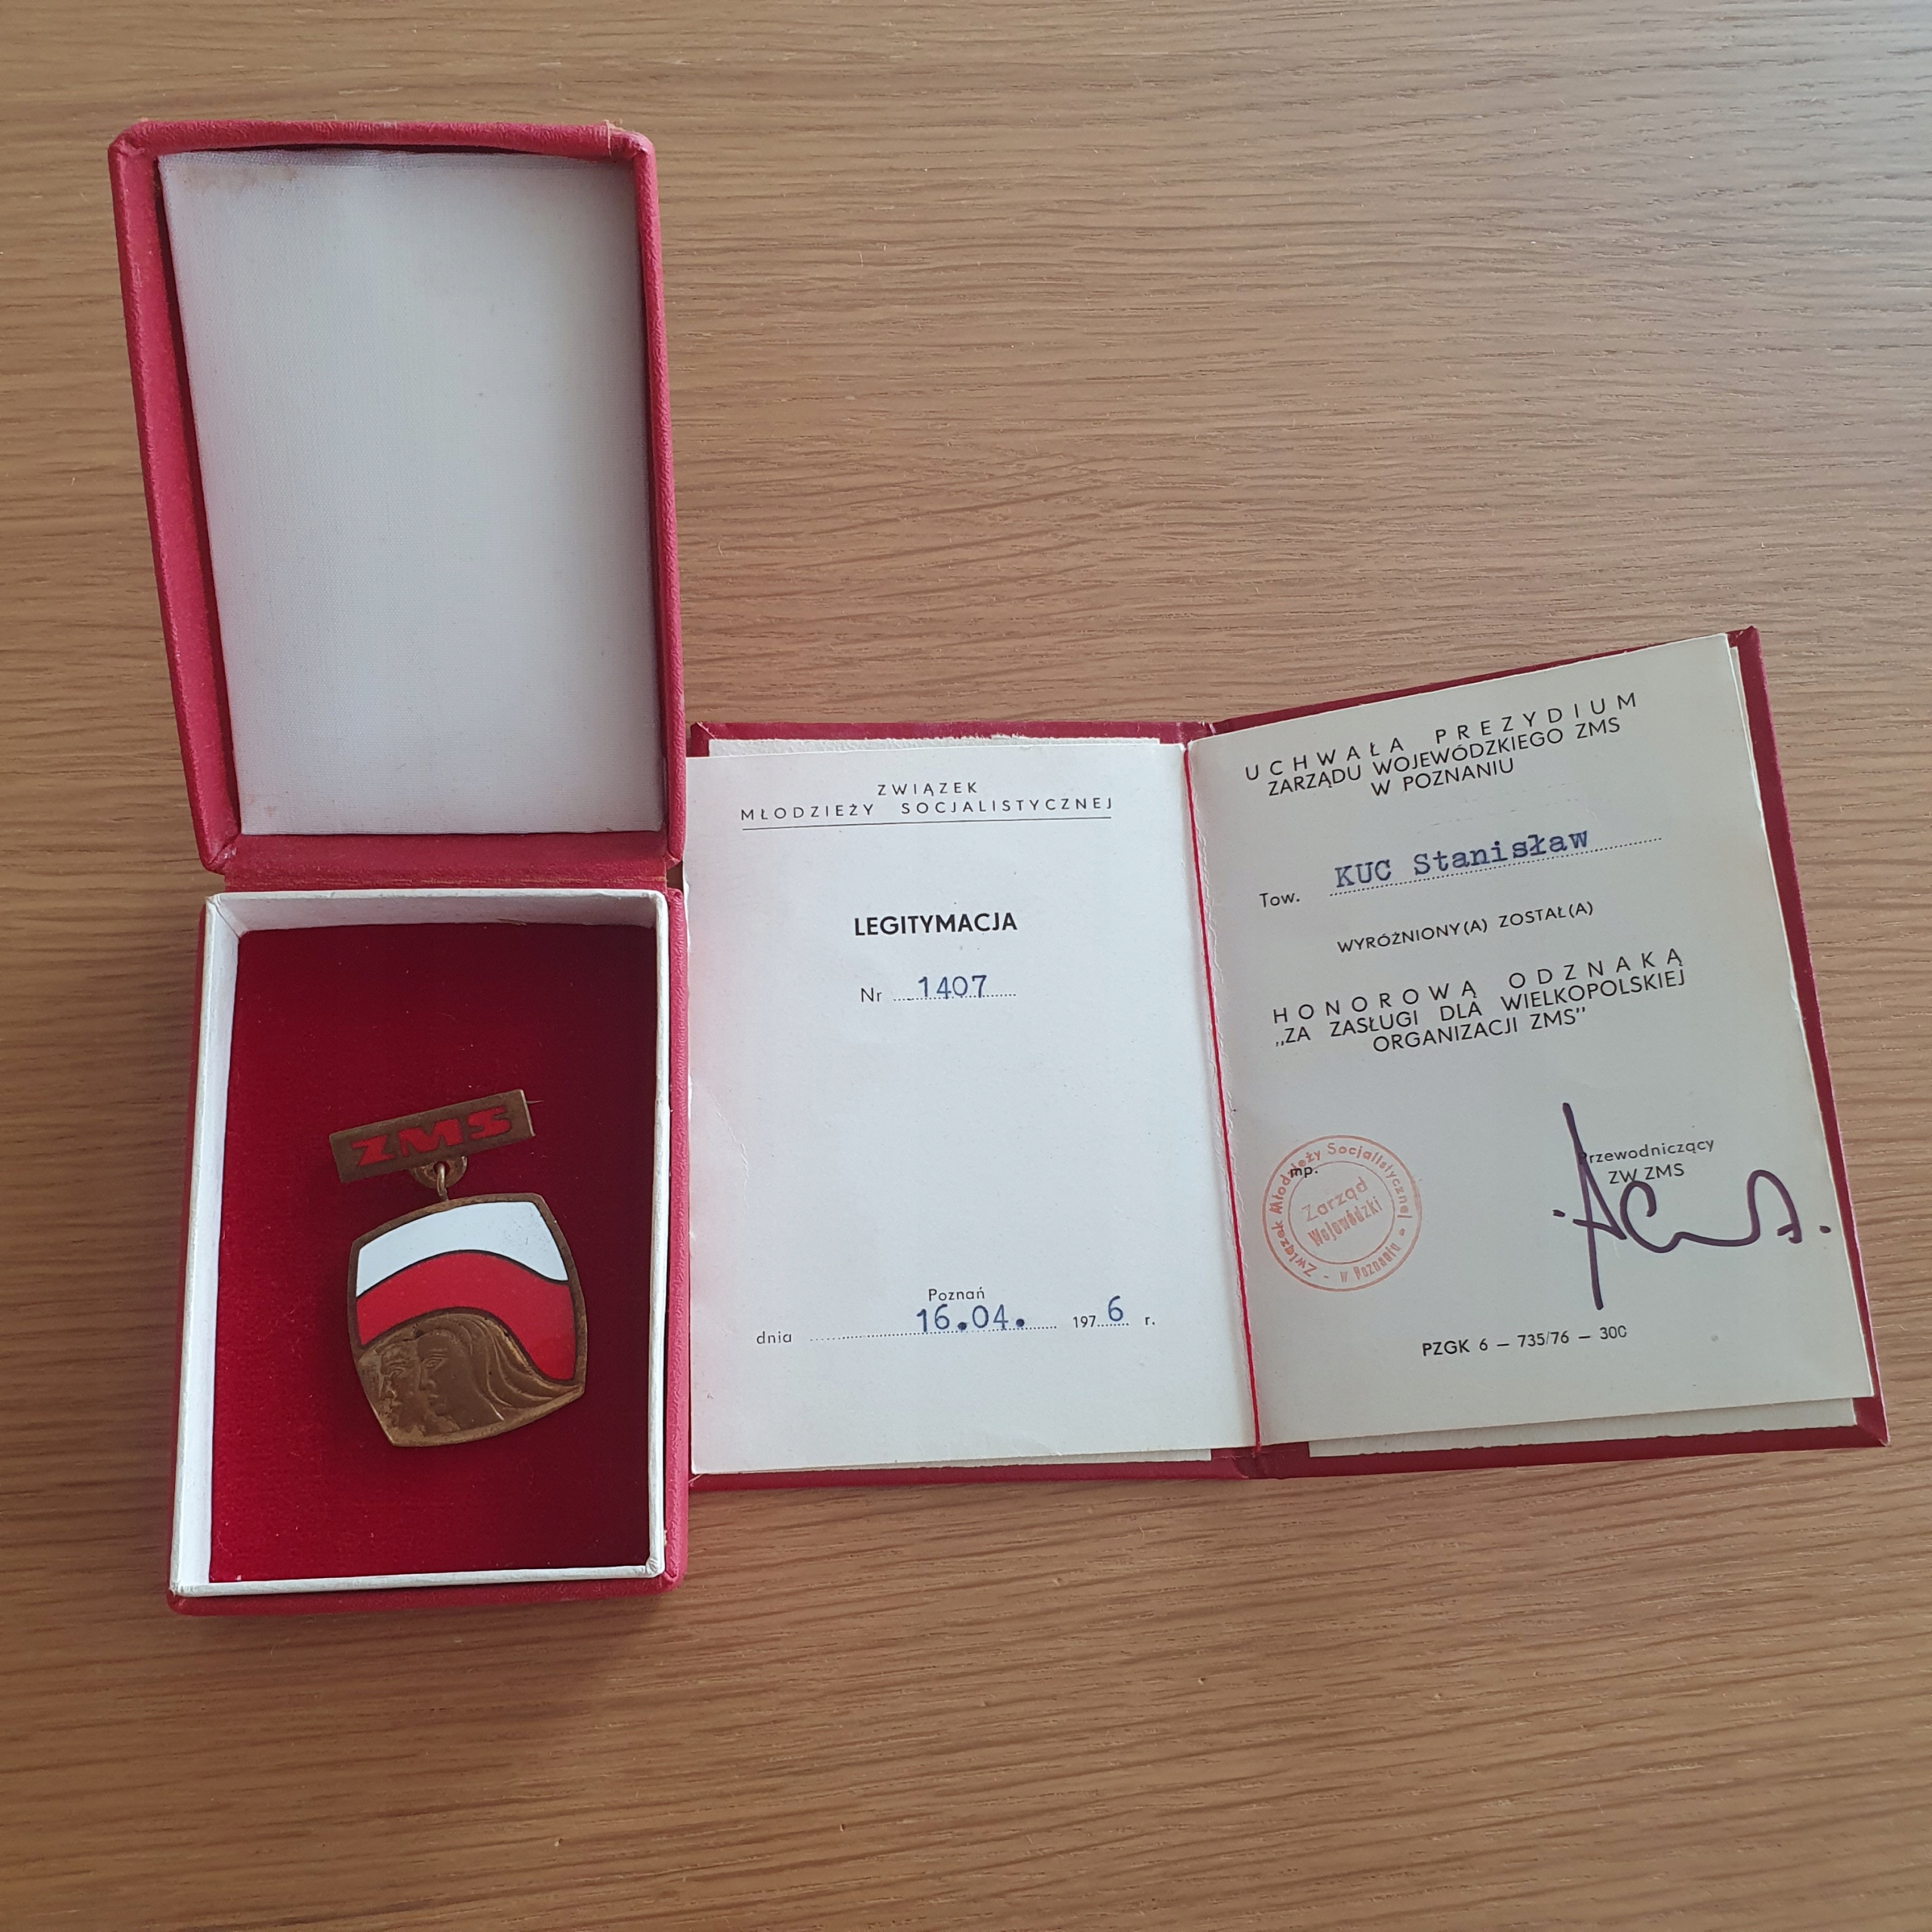 ZMS
ZWIĄZEK
MŁODZIEŻY SOCJALISTYCZNEJ
LEGITYMACJA
Nr 1407
Poznań
dnia 16.04. 1976 r.
UCHWAŁA PREZYDIUM
ZARZĄDU WOJEWÓDZKIEGO ZMS
W POZNANIU
Tow. KUC Stanisław
WYRÓŻNIONY(A) ZOSTAŁ(A)
HONOROWĄ ODZNAKĄ
„ZA ZASŁUGI DLA WIELKOPOLSKIEJ
ORGANIZACJI ZMS”
mp.
Związek Młodzieży Socjalistycznej
w Poznaniu
Zarząd
Wojewódzki
Przewodniczący
ZW ZMS
PZGK 6 — 735/76 — 300